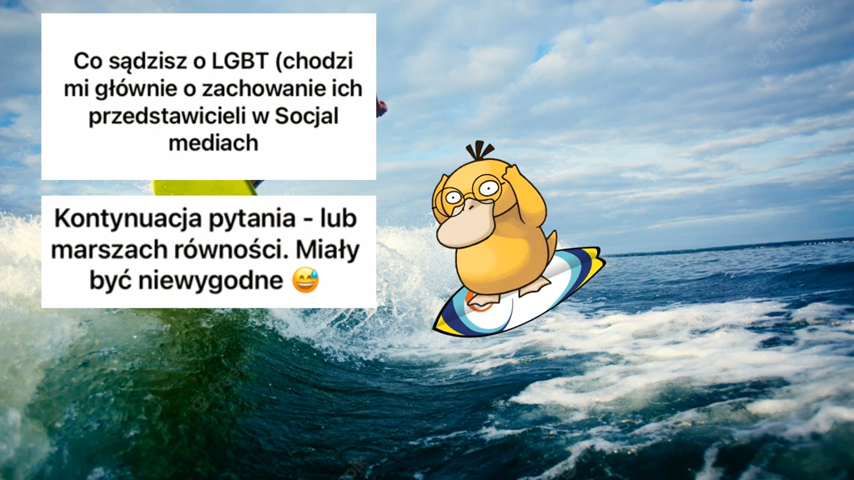 Co sądzisz o LGBT (chodzi
mi głównie o zachowanie ich
przedstawicieli w Socjal
mediach
Kontynuacja pytania - lub
marszach równości. Miały
być niewygodne 😅